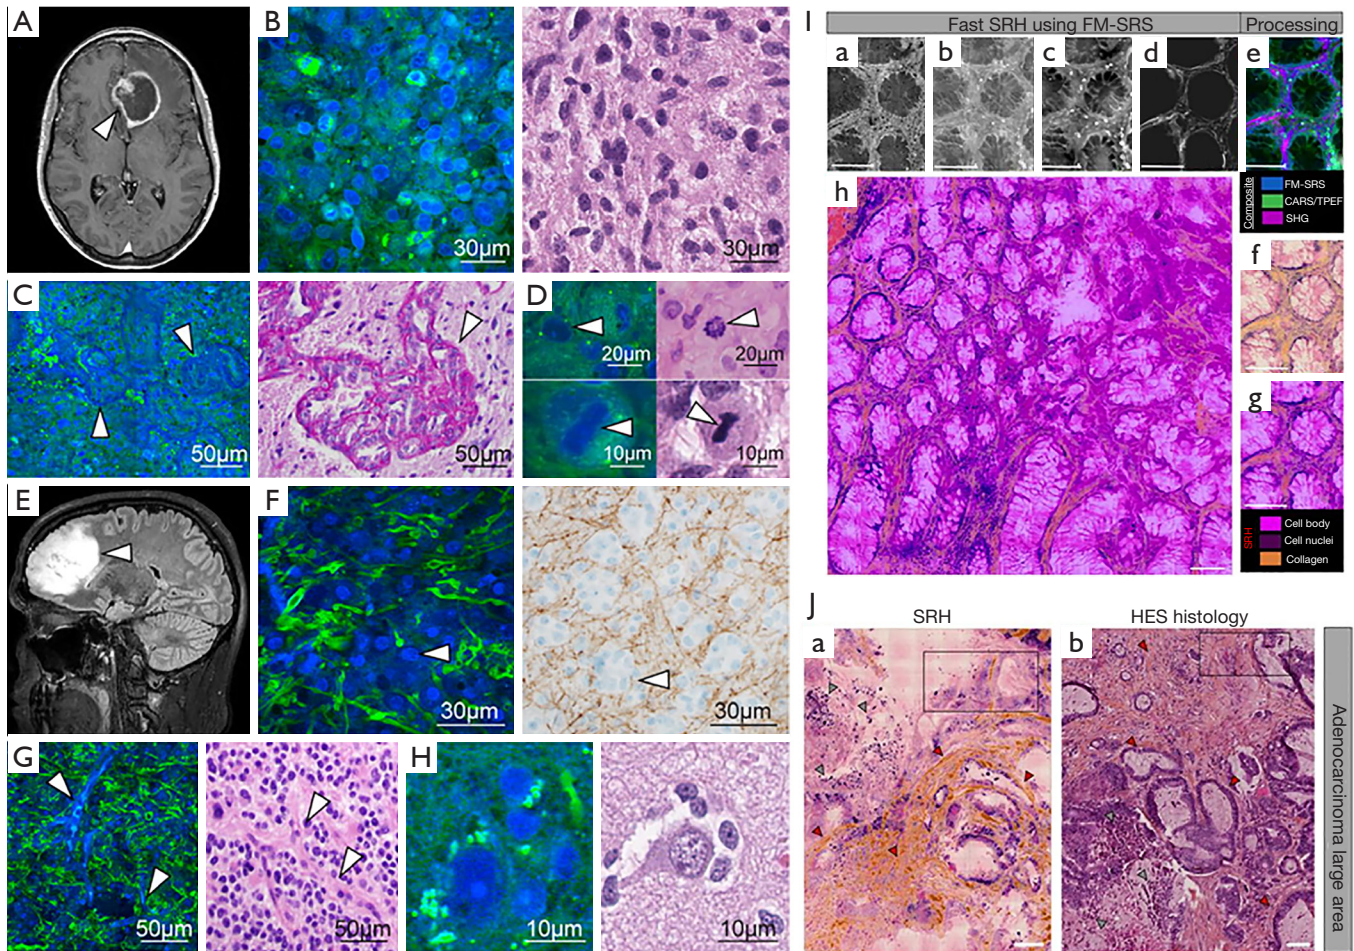 A
B
30µm
30µm
C
50µm
50µm
D
20µm
20µm
10µm
10µm
E
F
30µm
30µm
G
50µm
50µm
H
10µm
10µm
I
Fast SRH using FM-SRS
Processing
a
b
c
d
e
Composite
FM-SRS
CARS/TPEF
SHG
h
f
g
SRH
Cell body
Cell nuclei
Collagen
J
SRH
HES histology
a
b
Adenocarcinoma large area